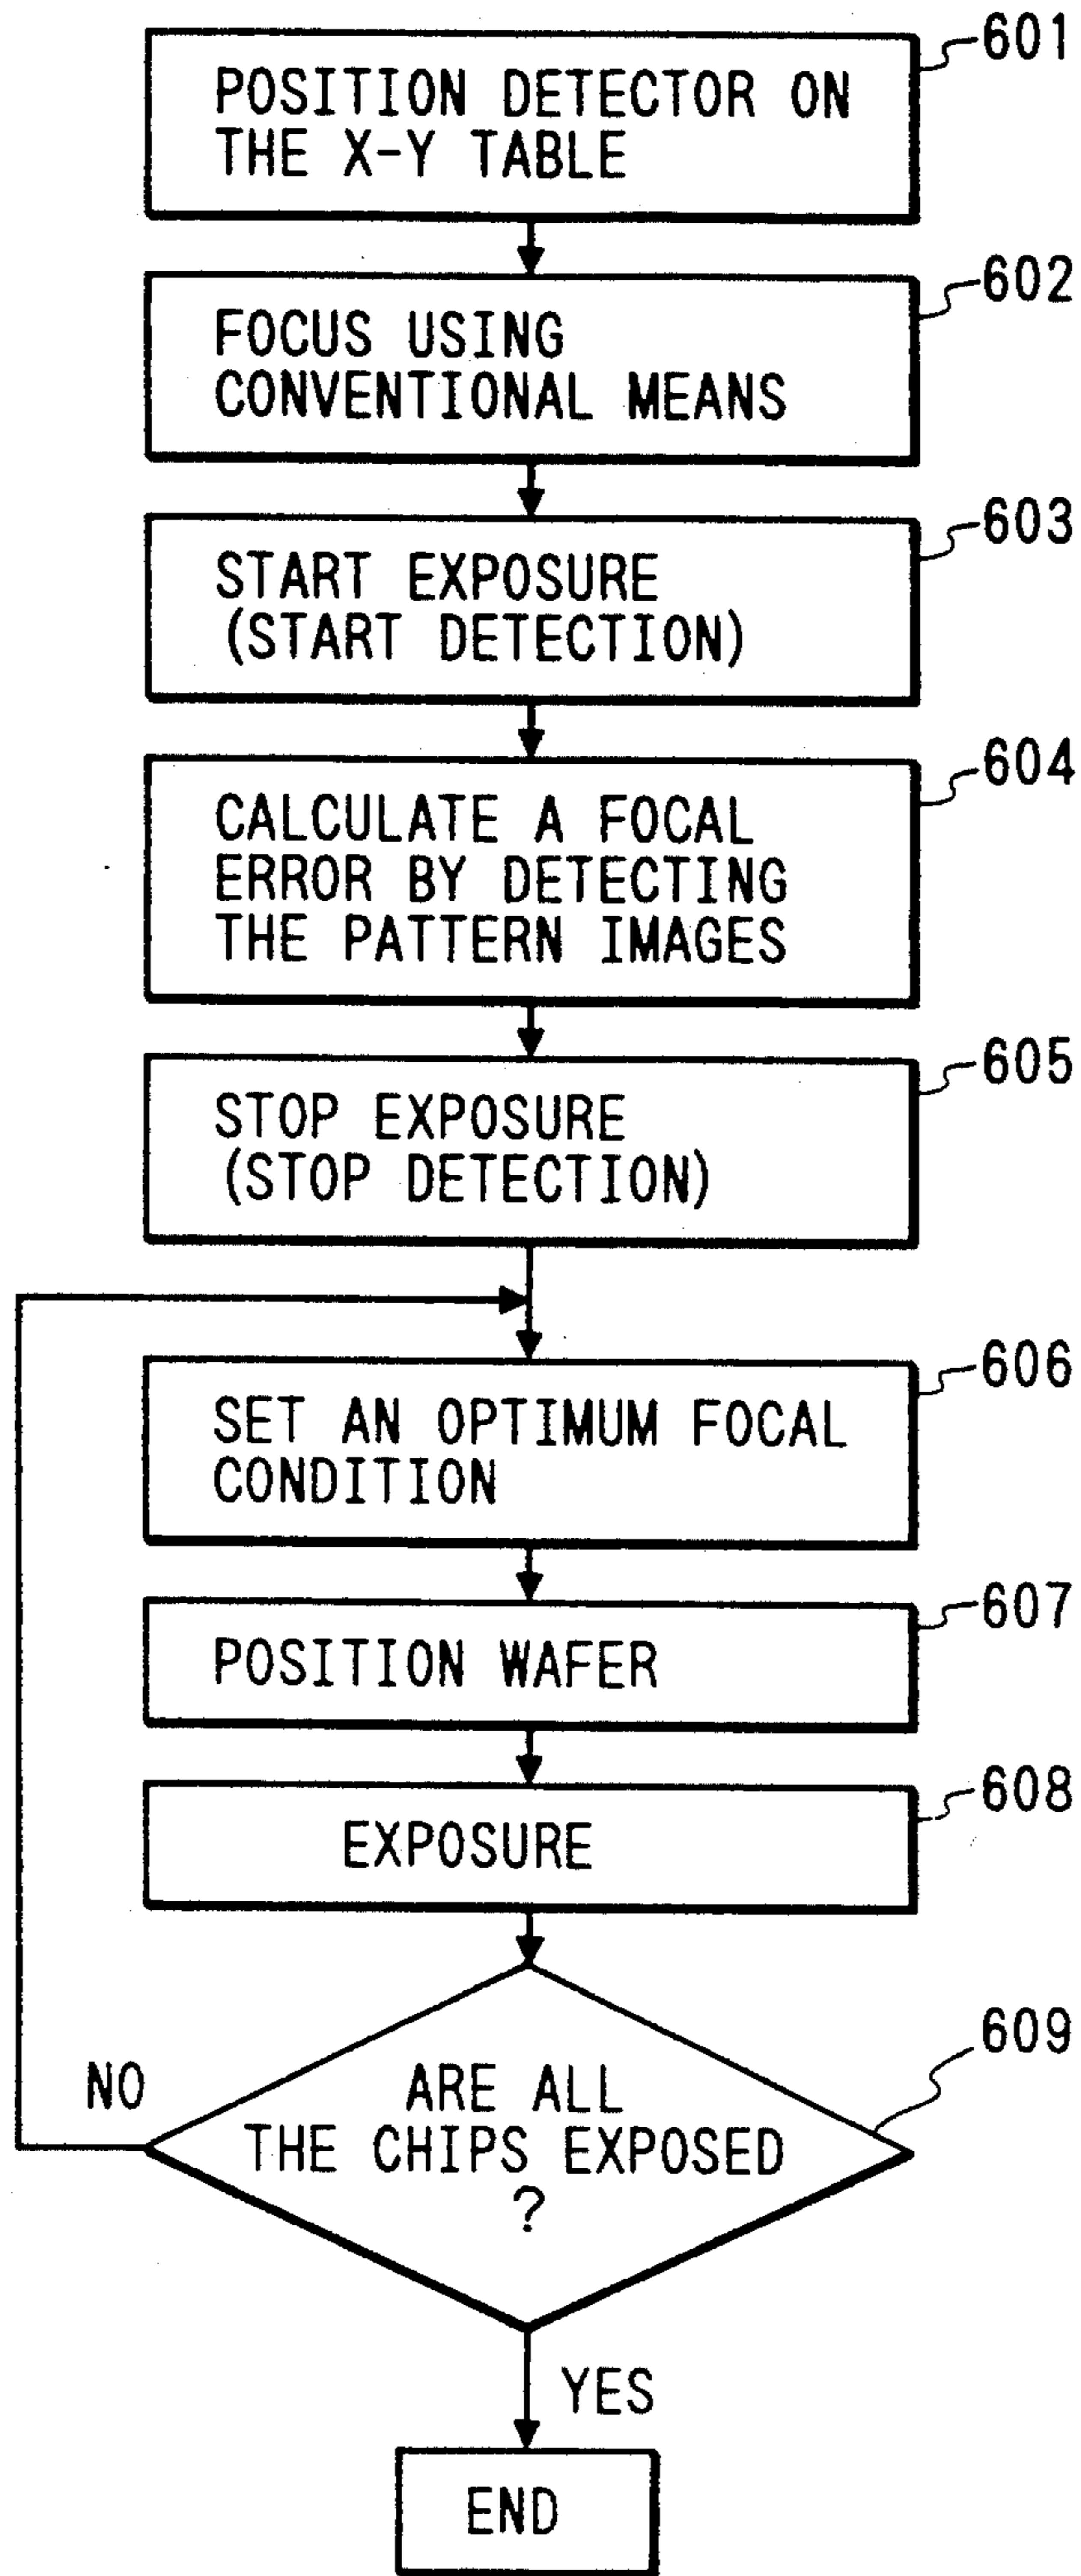 601
POSITION DETECTOR ON
THE X-Y TABLE
602
FOCUS USING
CONVENTIONAL MEANS
603
START EXPOSURE
(START DETECTION)
604
CALCULATE A FOCAL
ERROR BY DETECTING
THE PATTERN IMAGES
605
STOP EXPOSURE
(STOP DETECTION)
606
SET AN OPTIMUM FOCAL
CONDITION
607
POSITION WAFER
608
EXPOSURE
609
NO
ARE ALL
THE CHIPS EXPOSED
?
YES
END